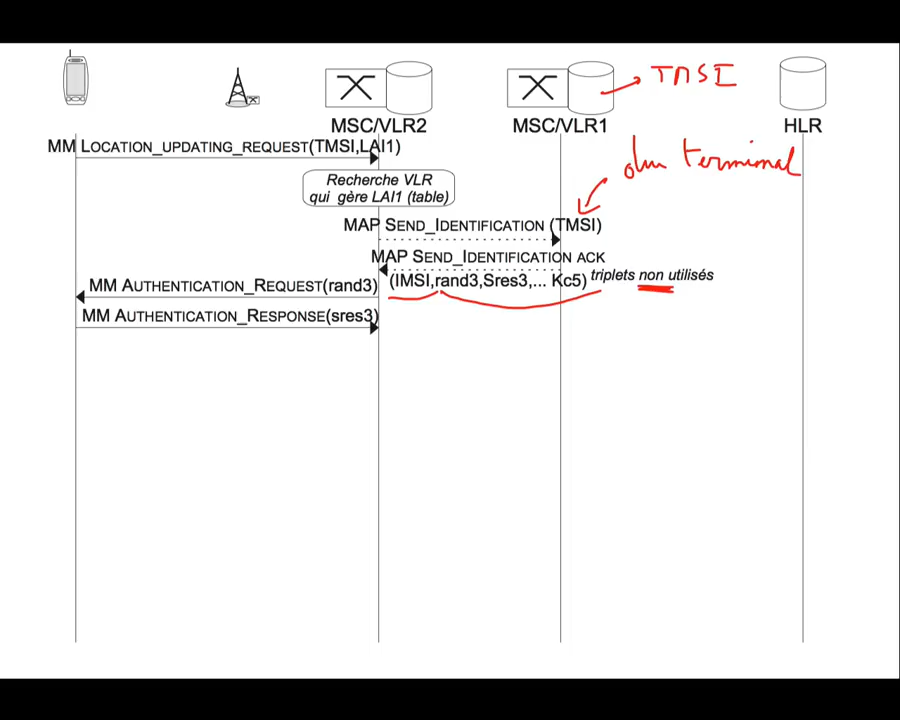 TMSI
MSC/VLR2
MSC/VLR1
HLR
MM LOCATION_UPDATING_REQUEST(TMSI,LAI1)
du terminal
Recherche VLR
qui gère LAI1 (table)
MAP SEND_IDENTIFICATION (TMSI)
MAP SEND_IDENTIFICATION ACK
(IMSI,rand3,Sres3,... Kc5) triplets non utilisés
MM AUTHENTICATION_REQUEST(rand3)
MM AUTHENTICATION_RESPONSE(sres3)